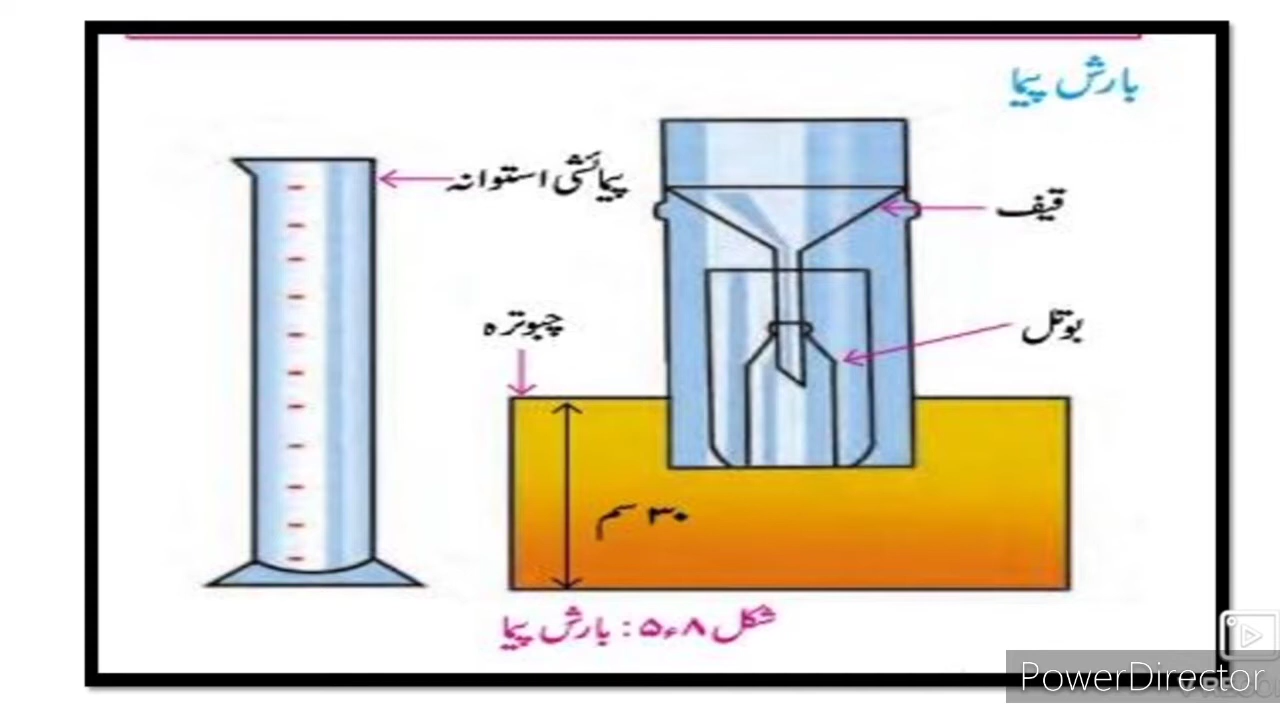 بارش پیما
پیمائشی استوانہ
قیف
چبوترہ
بوتل
۳۰ سم
شکل ۵ء۸ : بارش پیما
PowerDirector